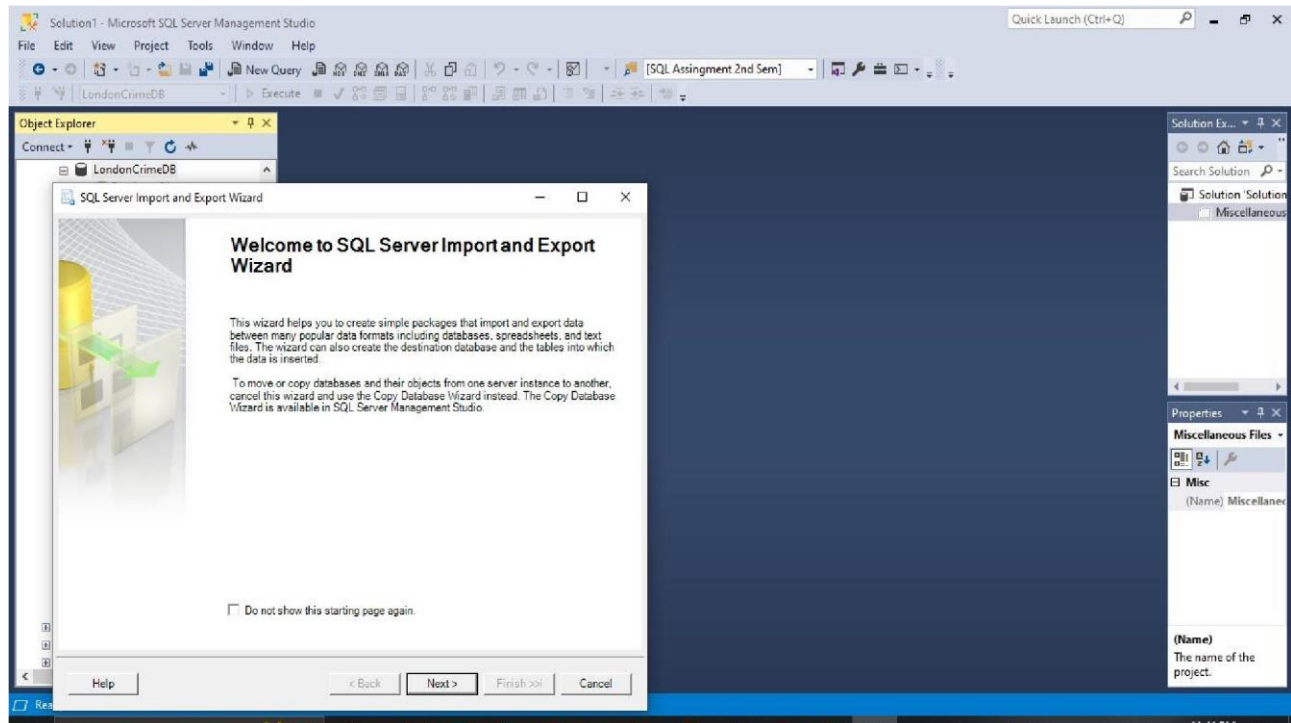 Solution1 - Microsoft SQL Server Management Studio
Quick Launch (Ctrl+Q)
File Edit View Project Tools Window Help
New Query
[SQL Assingment 2nd Sem]
LondonCrimeDB
Execute
Object Explorer
Connect
LondonCrimeDB
SQL Server Import and Export Wizard
Welcome to SQL Server Import and Export
Wizard
This wizard helps you to create simple packages that import and export data
between many popular data formats including databases, spreadsheets, and text
files. The wizard can also create the destination database and the tables into which
the data is inserted.
To move or copy databases and their objects from one server instance to another,
cancel this wizard and use the Copy Database Wizard instead. The Copy Database
Wizard is available in SQL Server Management Studio.
Do not show this starting page again.
Help
< Back
Next >
Finish >>|
Cancel
Solution Ex...
Search Solution
Solution 'Solution
Miscellaneous
Properties
Miscellaneous Files
Misc
(Name) Miscellanec
(Name)
The name of the
project.
Rea